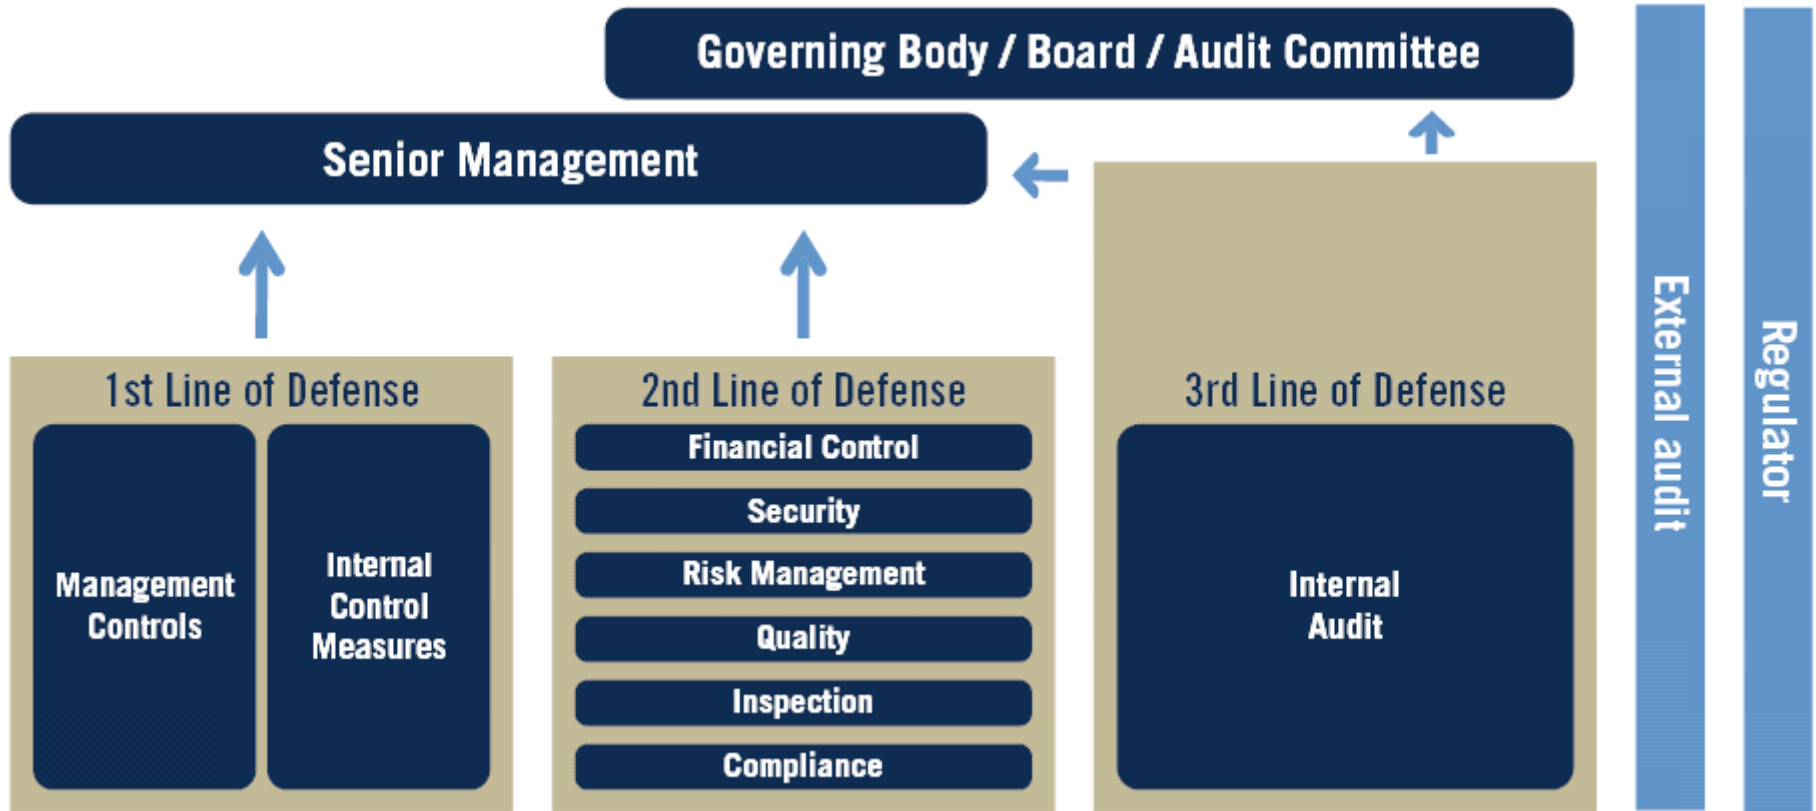 Governing Body / Board / Audit Committee
Senior Management
1st Line of Defense
Management
Controls
Internal
Control
Measures
2nd Line of Defense
Financial Control
Security
Risk Management
Quality
Inspection
Compliance
3rd Line of Defense
Internal
Audit
External audit
Regulator